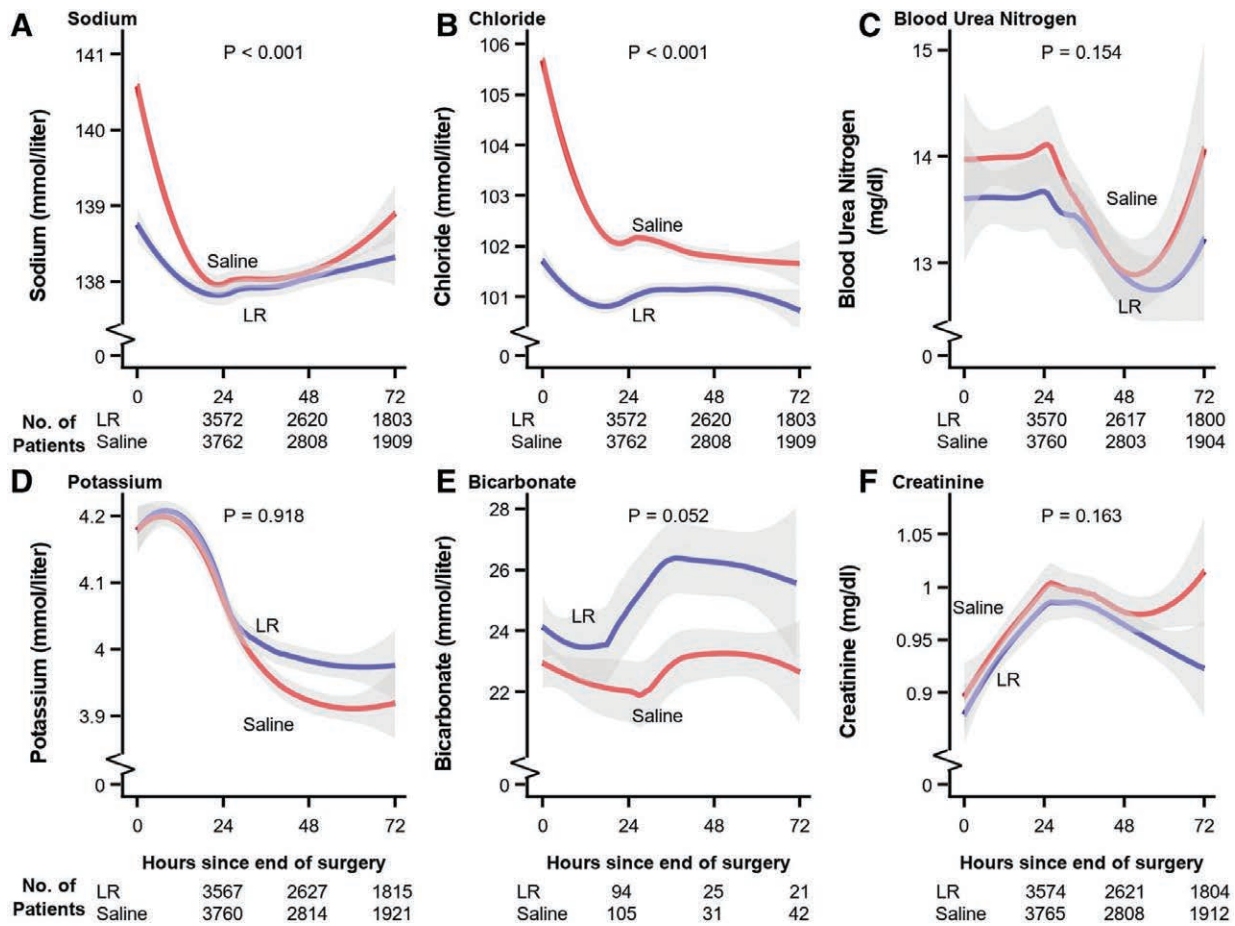 A Sodium
P < 0.001
Sodium (mmol/liter)
141
140
139
138
0
Saline
LR
0 24 48 72
No. of Patients
LR 3572 2620 1803
Saline 3762 2808 1909
B Chloride
P < 0.001
Chloride (mmol/liter)
106
105
104
103
102
101
0
Saline
LR
0 24 48 72
LR 3572 2620 1803
Saline 3762 2808 1909
C Blood Urea Nitrogen
P = 0.154
Blood Urea Nitrogen
(mg/dl)
15
14
13
0
Saline
LR
0 24 48 72
LR 3570 2617 1800
Saline 3760 2803 1904
D Potassium
P = 0.918
Potassium (mmol/liter)
4.2
4.1
4
3.9
0
LR
Saline
0 24 48 72
Hours since end of surgery
No. of Patients
LR 3567 2627 1815
Saline 3760 2814 1921
E Bicarbonate
P = 0.052
Bicarbonate (mmol/liter)
28
26
24
22
0
LR
Saline
0 24 48 72
Hours since end of surgery
LR 94 25 21
Saline 105 31 42
F Creatinine
P = 0.163
Creatinine (mg/dl)
1.05
1
0.95
0.9
0
Saline
LR
0 24 48 72
Hours since end of surgery
LR 3574 2621 1804
Saline 3765 2808 1912